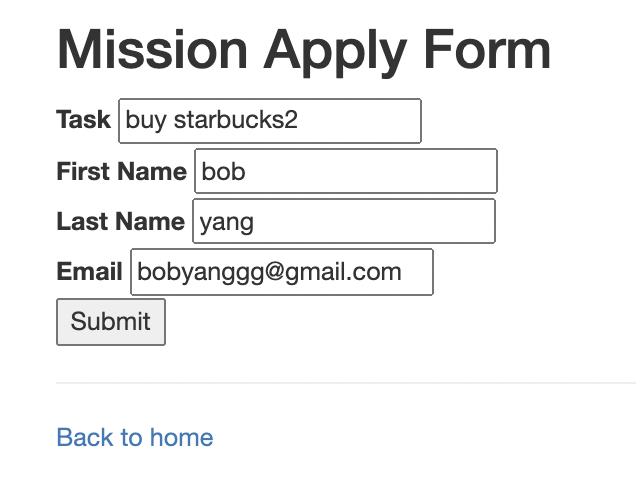 Mission Apply Form
Task buy starbucks2
First Name bob
Last Name yang
Email bobyanggg@gmail.com
Submit
Back to home